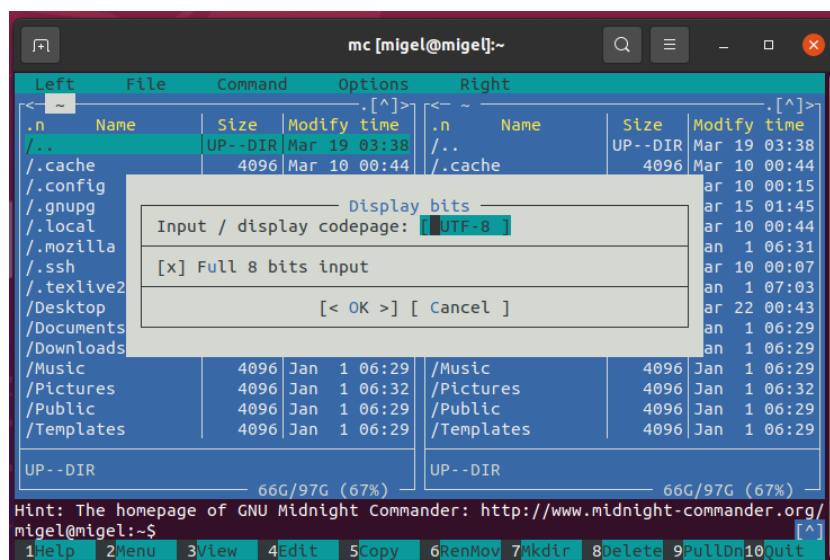 mc [migel@migel]:~
Left File Command Options Right
<─ ~ .[^]> <─ ~ .[^]>
.n Name Size Modify time .n Name Size Modify time
/.. UP--DIR Mar 19 03:38 /.. UP--DIR Mar 19 03:38
/.cache 4096 Mar 10 00:44 /.cache 4096 Mar 10 00:44
/.config ar 10 00:15
/.gnupg Display bits ar 15 01:45
/.local Input / display codepage: [ UTF-8 ] ar 10 00:44
/.mozilla an 1 06:31
/.ssh [x] Full 8 bits input ar 10 00:07
/.texlive2 an 1 07:03
/Desktop [< OK >] [ Cancel ] ar 22 00:43
/Documents an 1 06:29
/Downloads an 1 06:29
/Music 4096 Jan 1 06:29 /Music 4096 Jan 1 06:29
/Pictures 4096 Jan 1 06:32 /Pictures 4096 Jan 1 06:32
/Public 4096 Jan 1 06:29 /Public 4096 Jan 1 06:29
/Templates 4096 Jan 1 06:29 /Templates 4096 Jan 1 06:29
UP--DIR UP--DIR
66G/97G (67%) 66G/97G (67%)
Hint: The homepage of GNU Midnight Commander: http://www.midnight-commander.org/
migel@migel:~$ [^]
1Help 2Menu 3View 4Edit 5Copy 6RenMov 7Mkdir 8Delete 9PullDn 10Quit